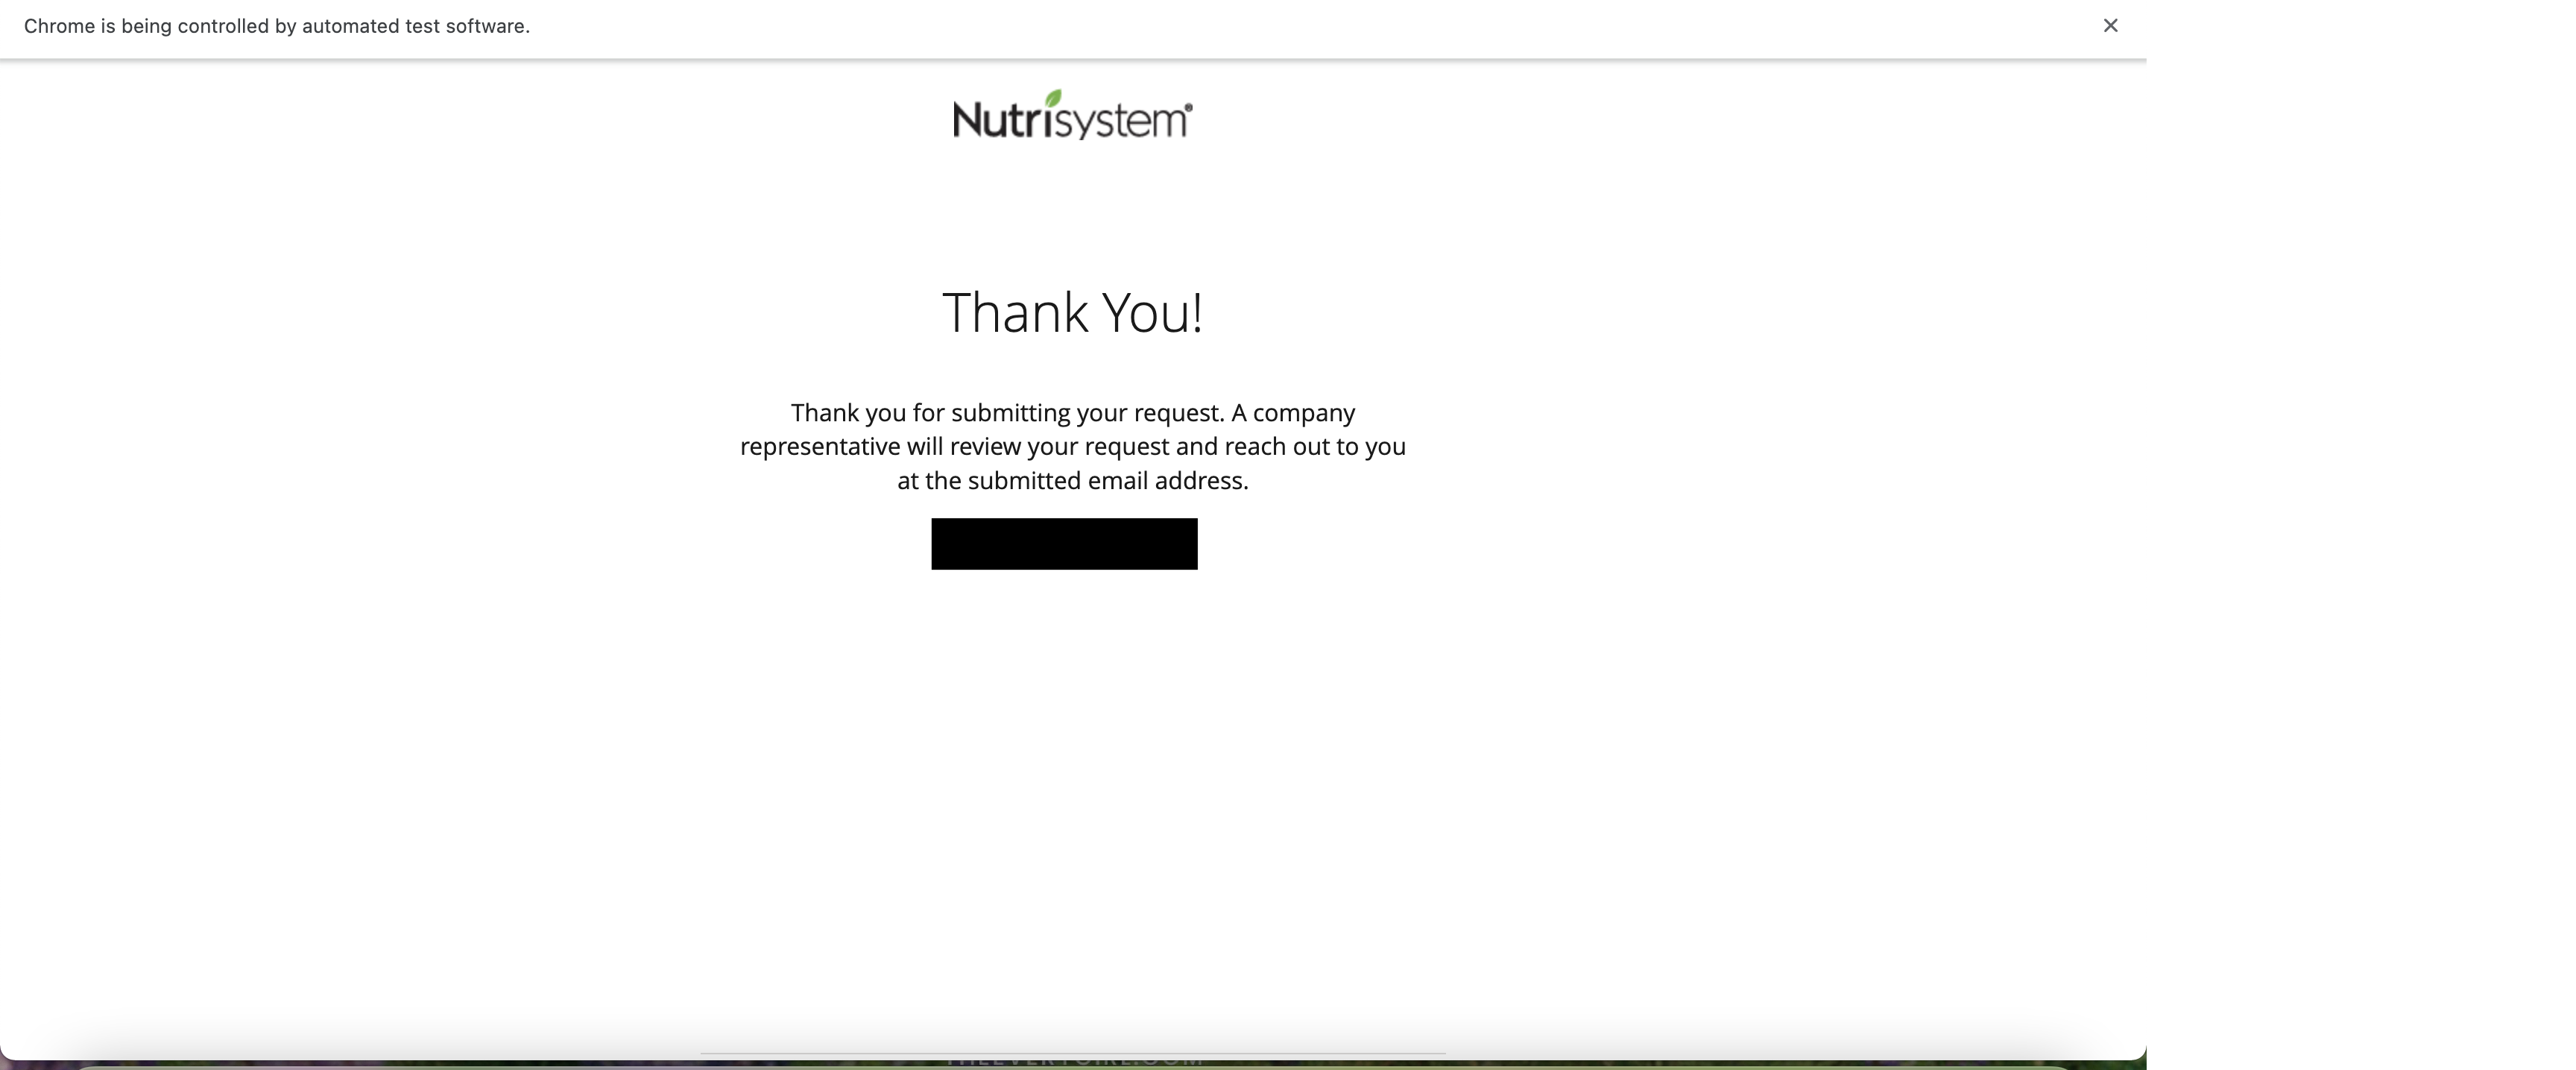 Chrome is being controlled by automated test software.
Nutrisystem®
Thank You!
Thank you for submitting your request. A company
representative will review your request and reach out to you
at the submitted email address.